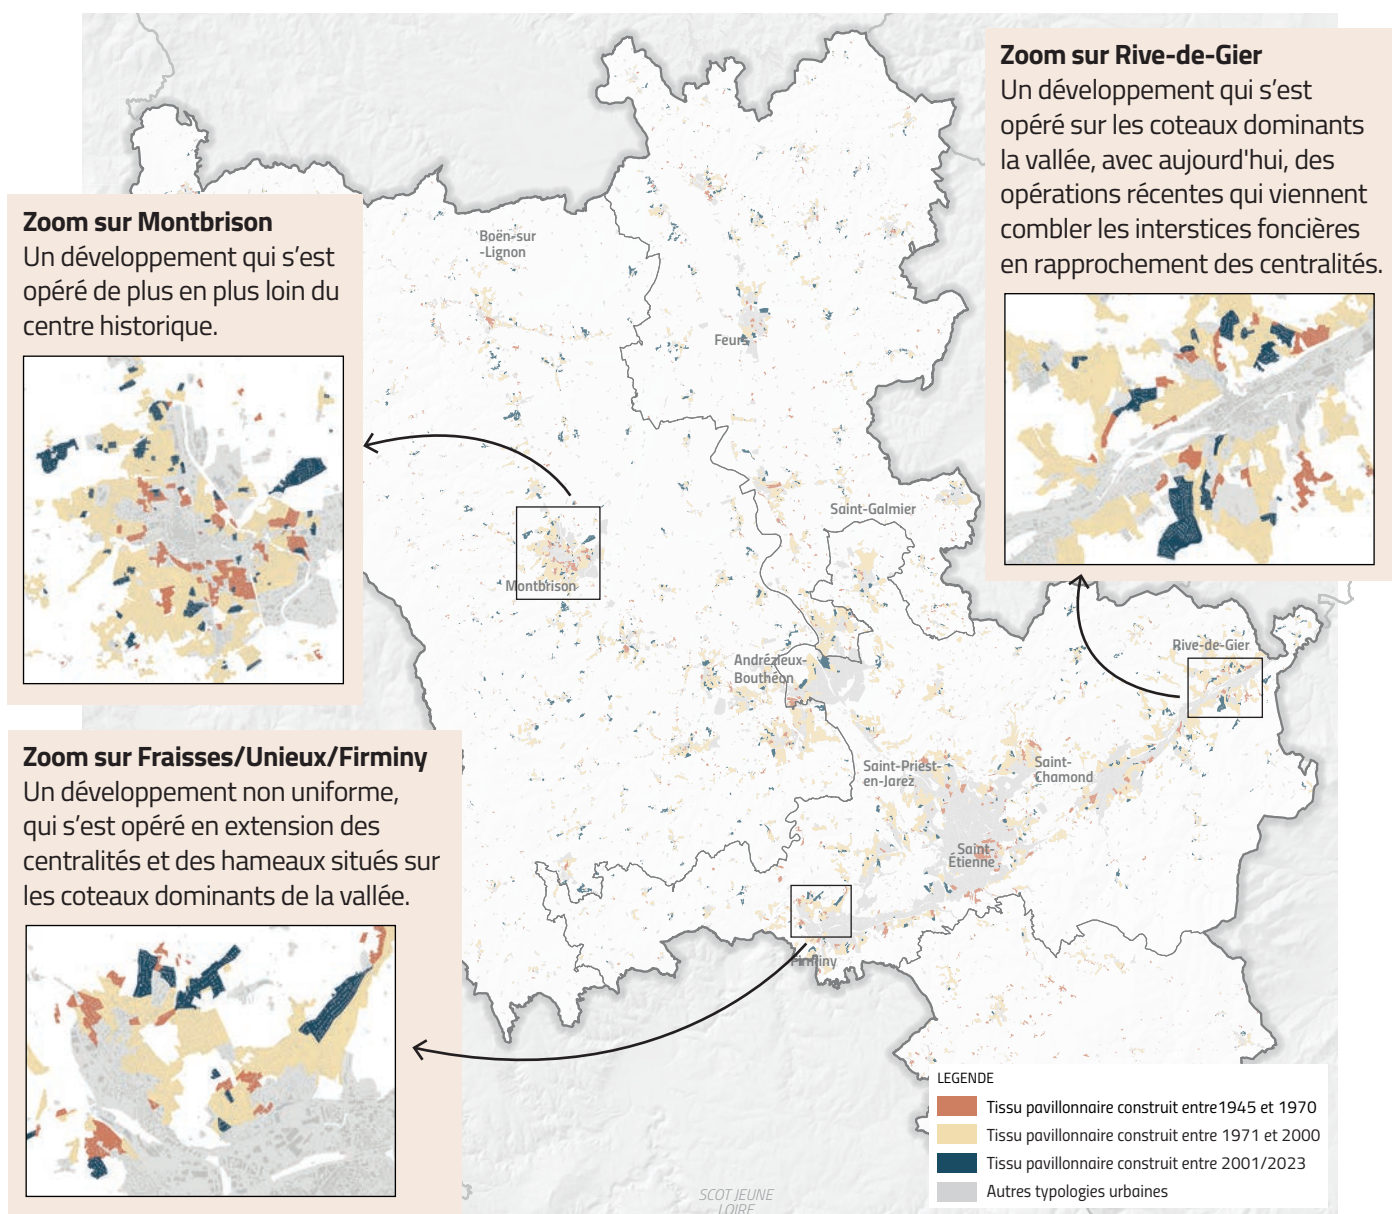 Zoom sur Rive-de-Gier
Un développement qui s'est
opéré sur les coteaux dominants
la vallée, avec aujourd'hui, des
opérations récentes qui viennent
combler les interstices foncières
en rapprochement des centralités.
Zoom sur Montbrison
Un développement qui s'est
opéré de plus en plus loin du
centre historique.
Boën-sur
-Lignon
Feurs
Saint-Galmier
Montbrison
Andrézieux-
Bouthéon
Rive-de-Gier
Saint-Priest-
en-Jarez
Saint-
Chamond
Saint-
Étienne
Firminy
Zoom sur Fraisses/Unieux/Firminy
Un développement non uniforme,
qui s'est opéré en extension des
centralités et des hameaux situés sur
les coteaux dominants de la vallée.
LEGENDE
Tissu pavillonnaire construit entre1945 et 1970
Tissu pavillonnaire construit entre 1971 et 2000
Tissu pavillonnaire construit entre 2001/2023
Autres typologies urbaines
SCOT JEUNE
LOIRE